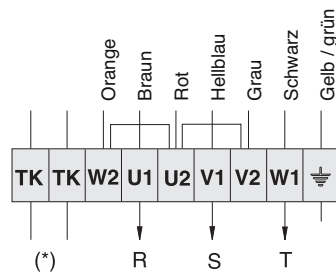 Orange
Braun
Rot
Hellblau
Grau
Schwarz
Gelb / grün
TK TK W2 U1 U2 V1 V2 W1
(*) R S T